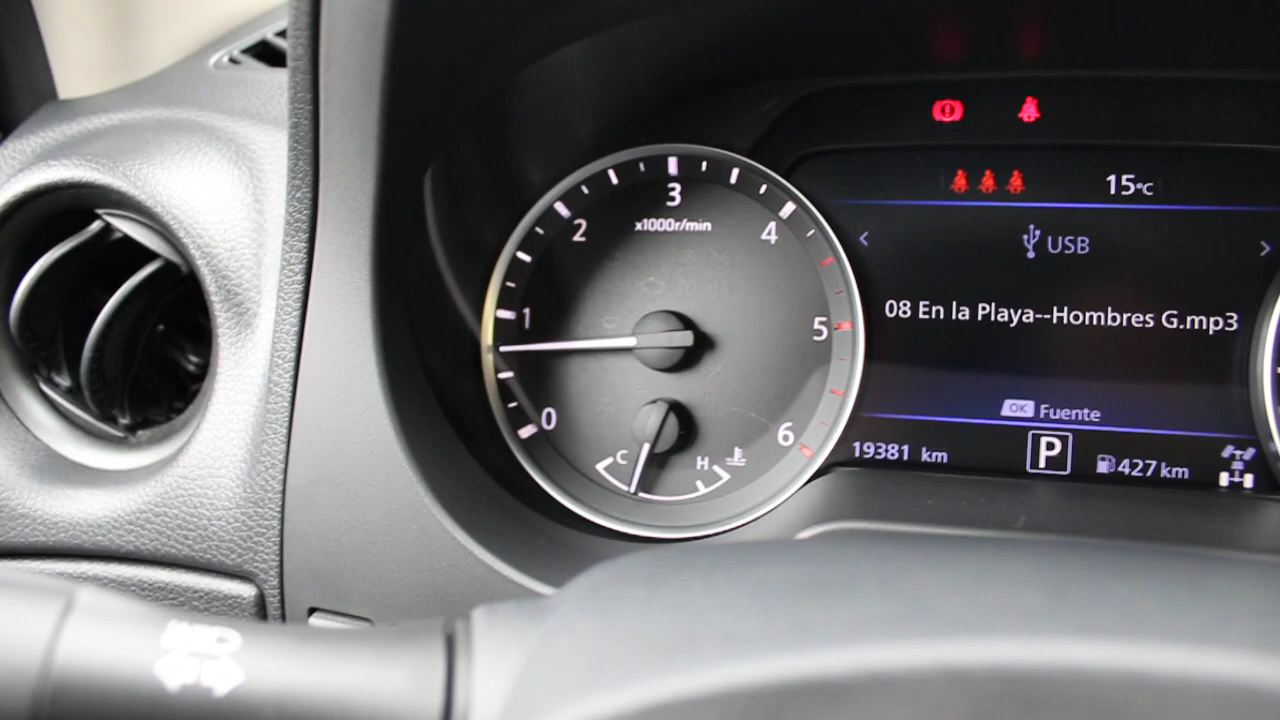 15°C
USB
08 En la Playa--Hombres G.mp3
OK Fuente
19381 km
P
427 km
3
x1000r/min
2
4
1
5
0
6
C
H